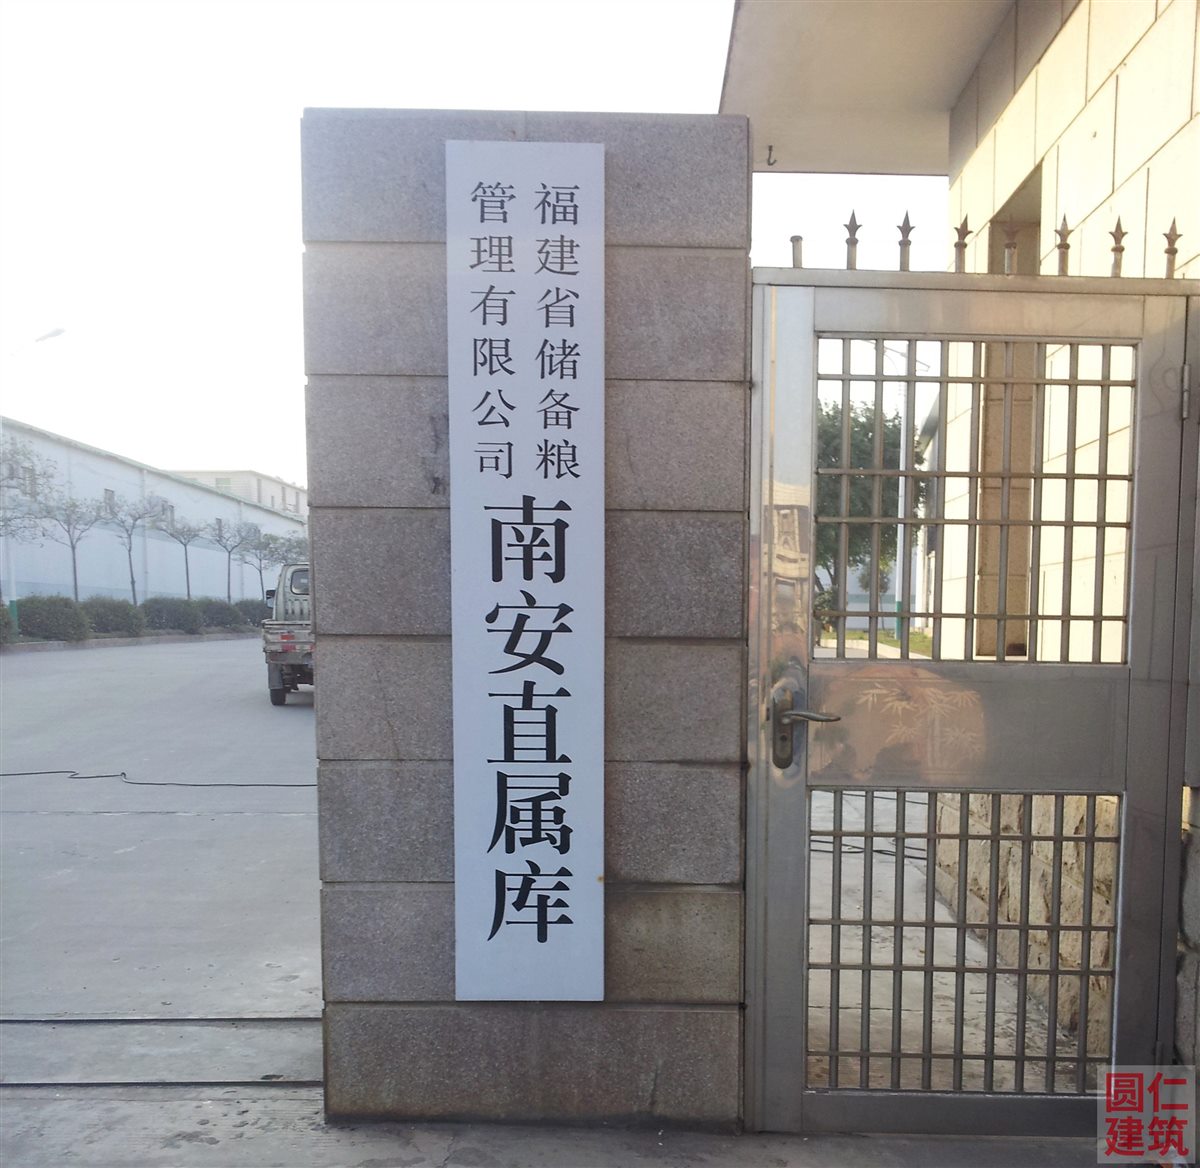 福建省储备粮
管理有限公司
南安直属库
圆仁
建筑